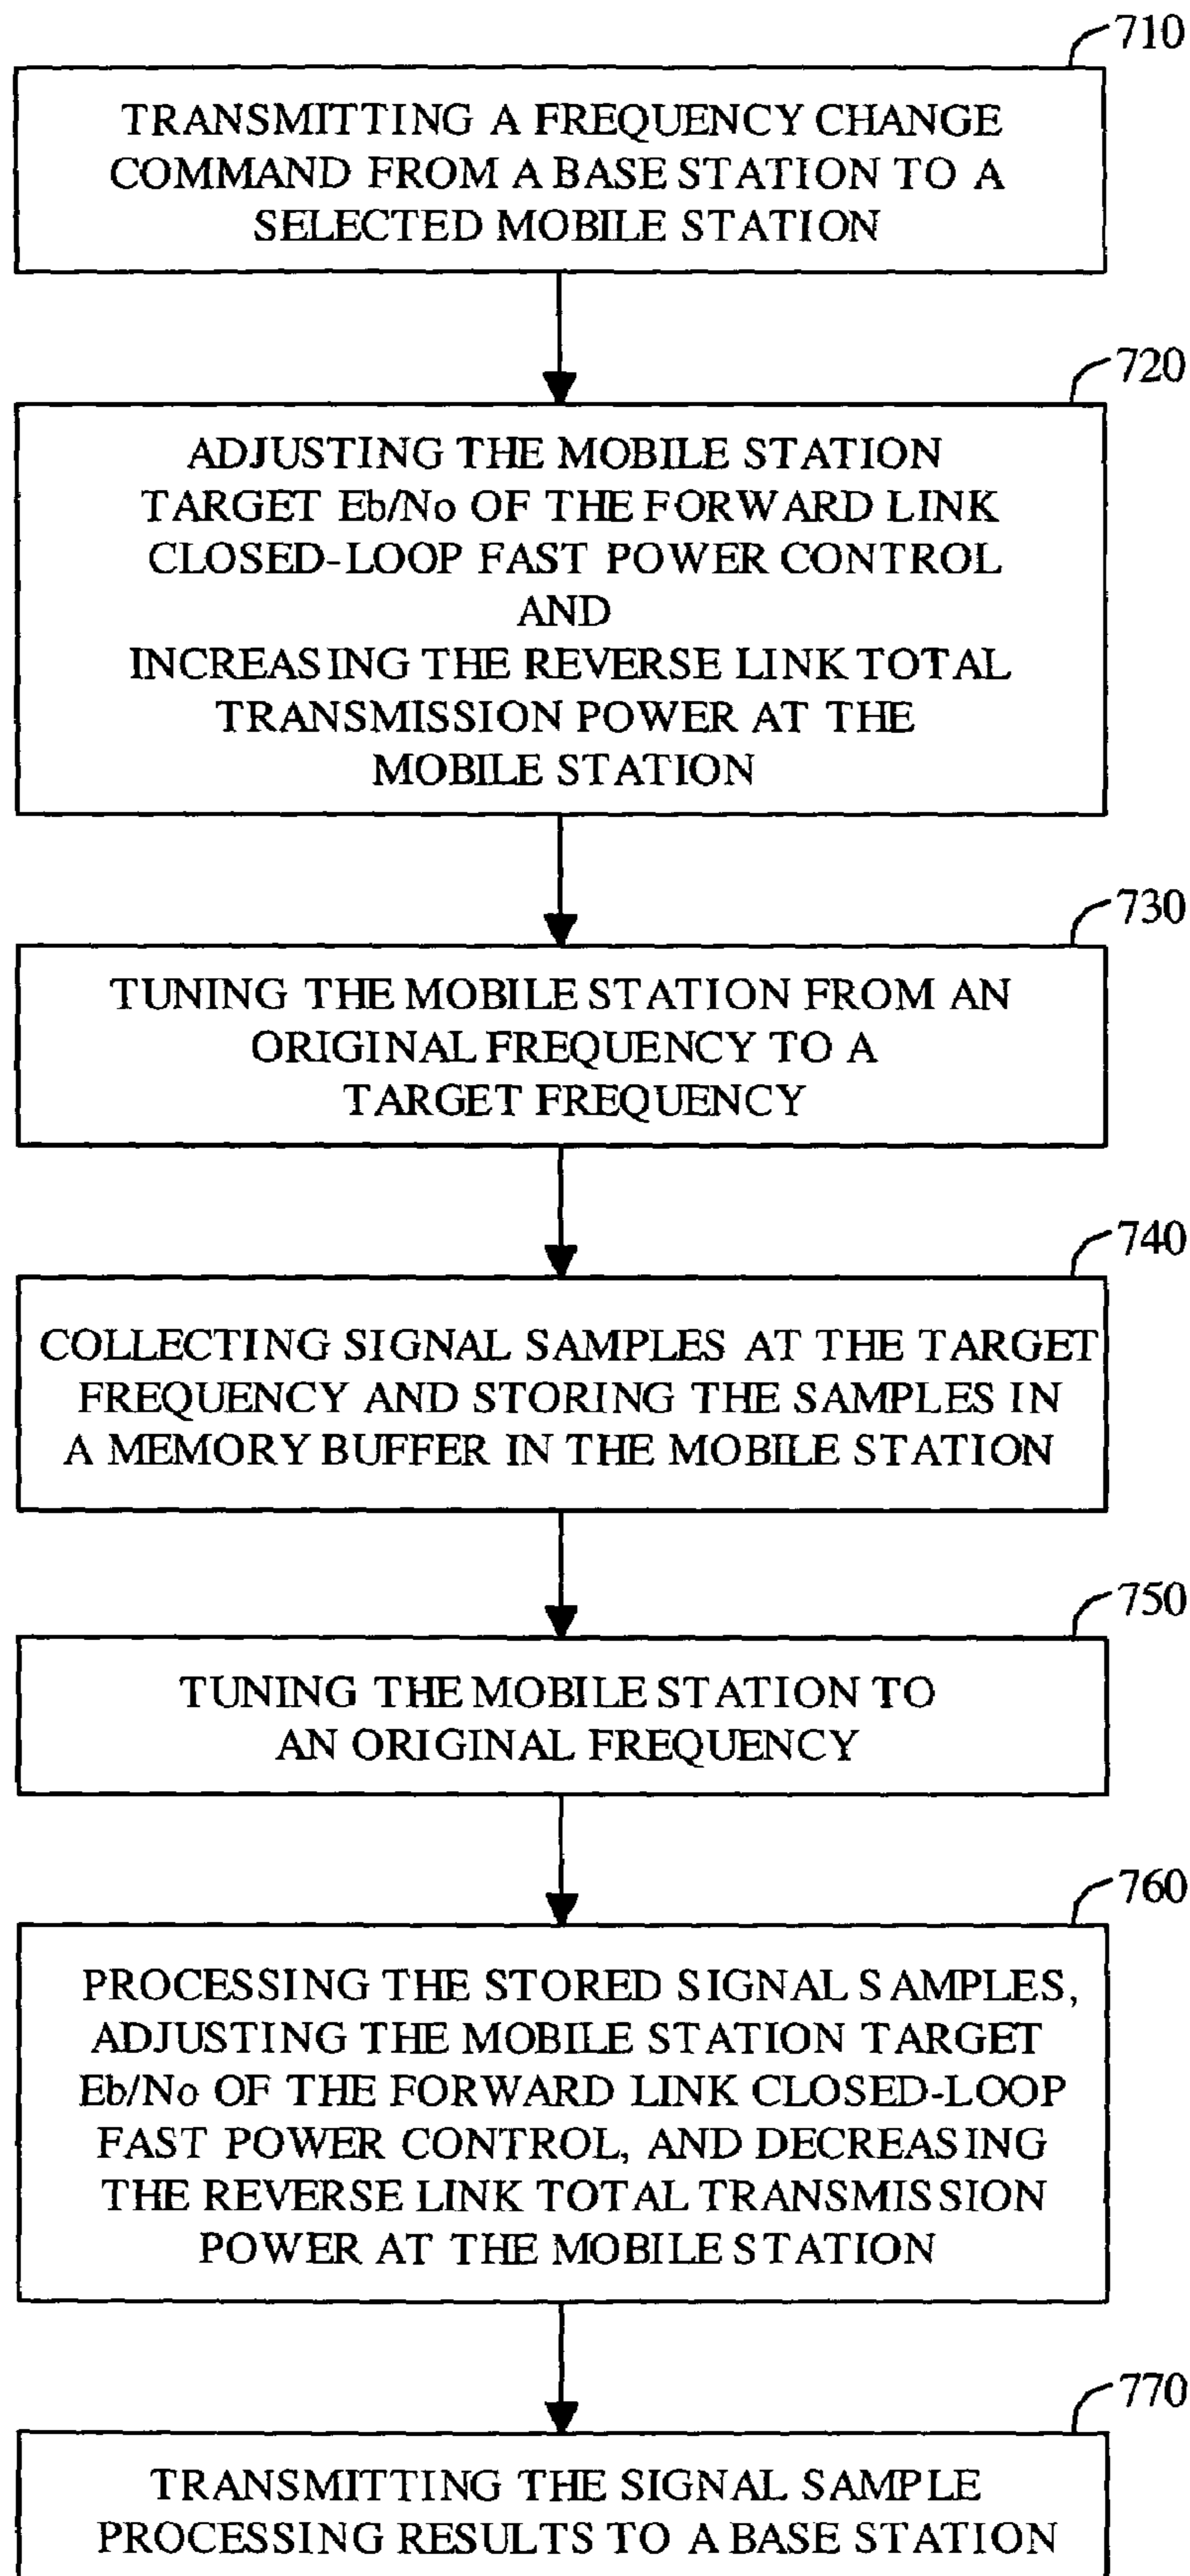 710
TRANSMITTING A FREQUENCY CHANGE
COMMAND FROM A BASE STATION TO A
SELECTED MOBILE STATION
720
ADJUSTING THE MOBILE STATION
TARGET Eb/No OF THE FORWARD LINK
CLOSED-LOOP FAST POWER CONTROL
AND
INCREASING THE REVERSE LINK TOTAL
TRANSMISSION POWER AT THE
MOBILE STATION
730
TUNING THE MOBILE STATION FROM AN
ORIGINAL FREQUENCY TO A
TARGET FREQUENCY
740
COLLECTING SIGNAL SAMPLES AT THE TARGET
FREQUENCY AND STORING THE SAMPLES IN
A MEMORY BUFFER IN THE MOBILE STATION
750
TUNING THE MOBILE STATION TO
AN ORIGINAL FREQUENCY
760
PROCESSING THE STORED SIGNAL SAMPLES,
ADJUSTING THE MOBILE STATION TARGET
Eb/No OF THE FORWARD LINK CLOSED-LOOP
FAST POWER CONTROL, AND DECREASING
THE REVERSE LINK TOTAL TRANSMISSION
POWER AT THE MOBILE STATION
770
TRANSMITTING THE SIGNAL SAMPLE
PROCESSING RESULTS TO A BASE STATION